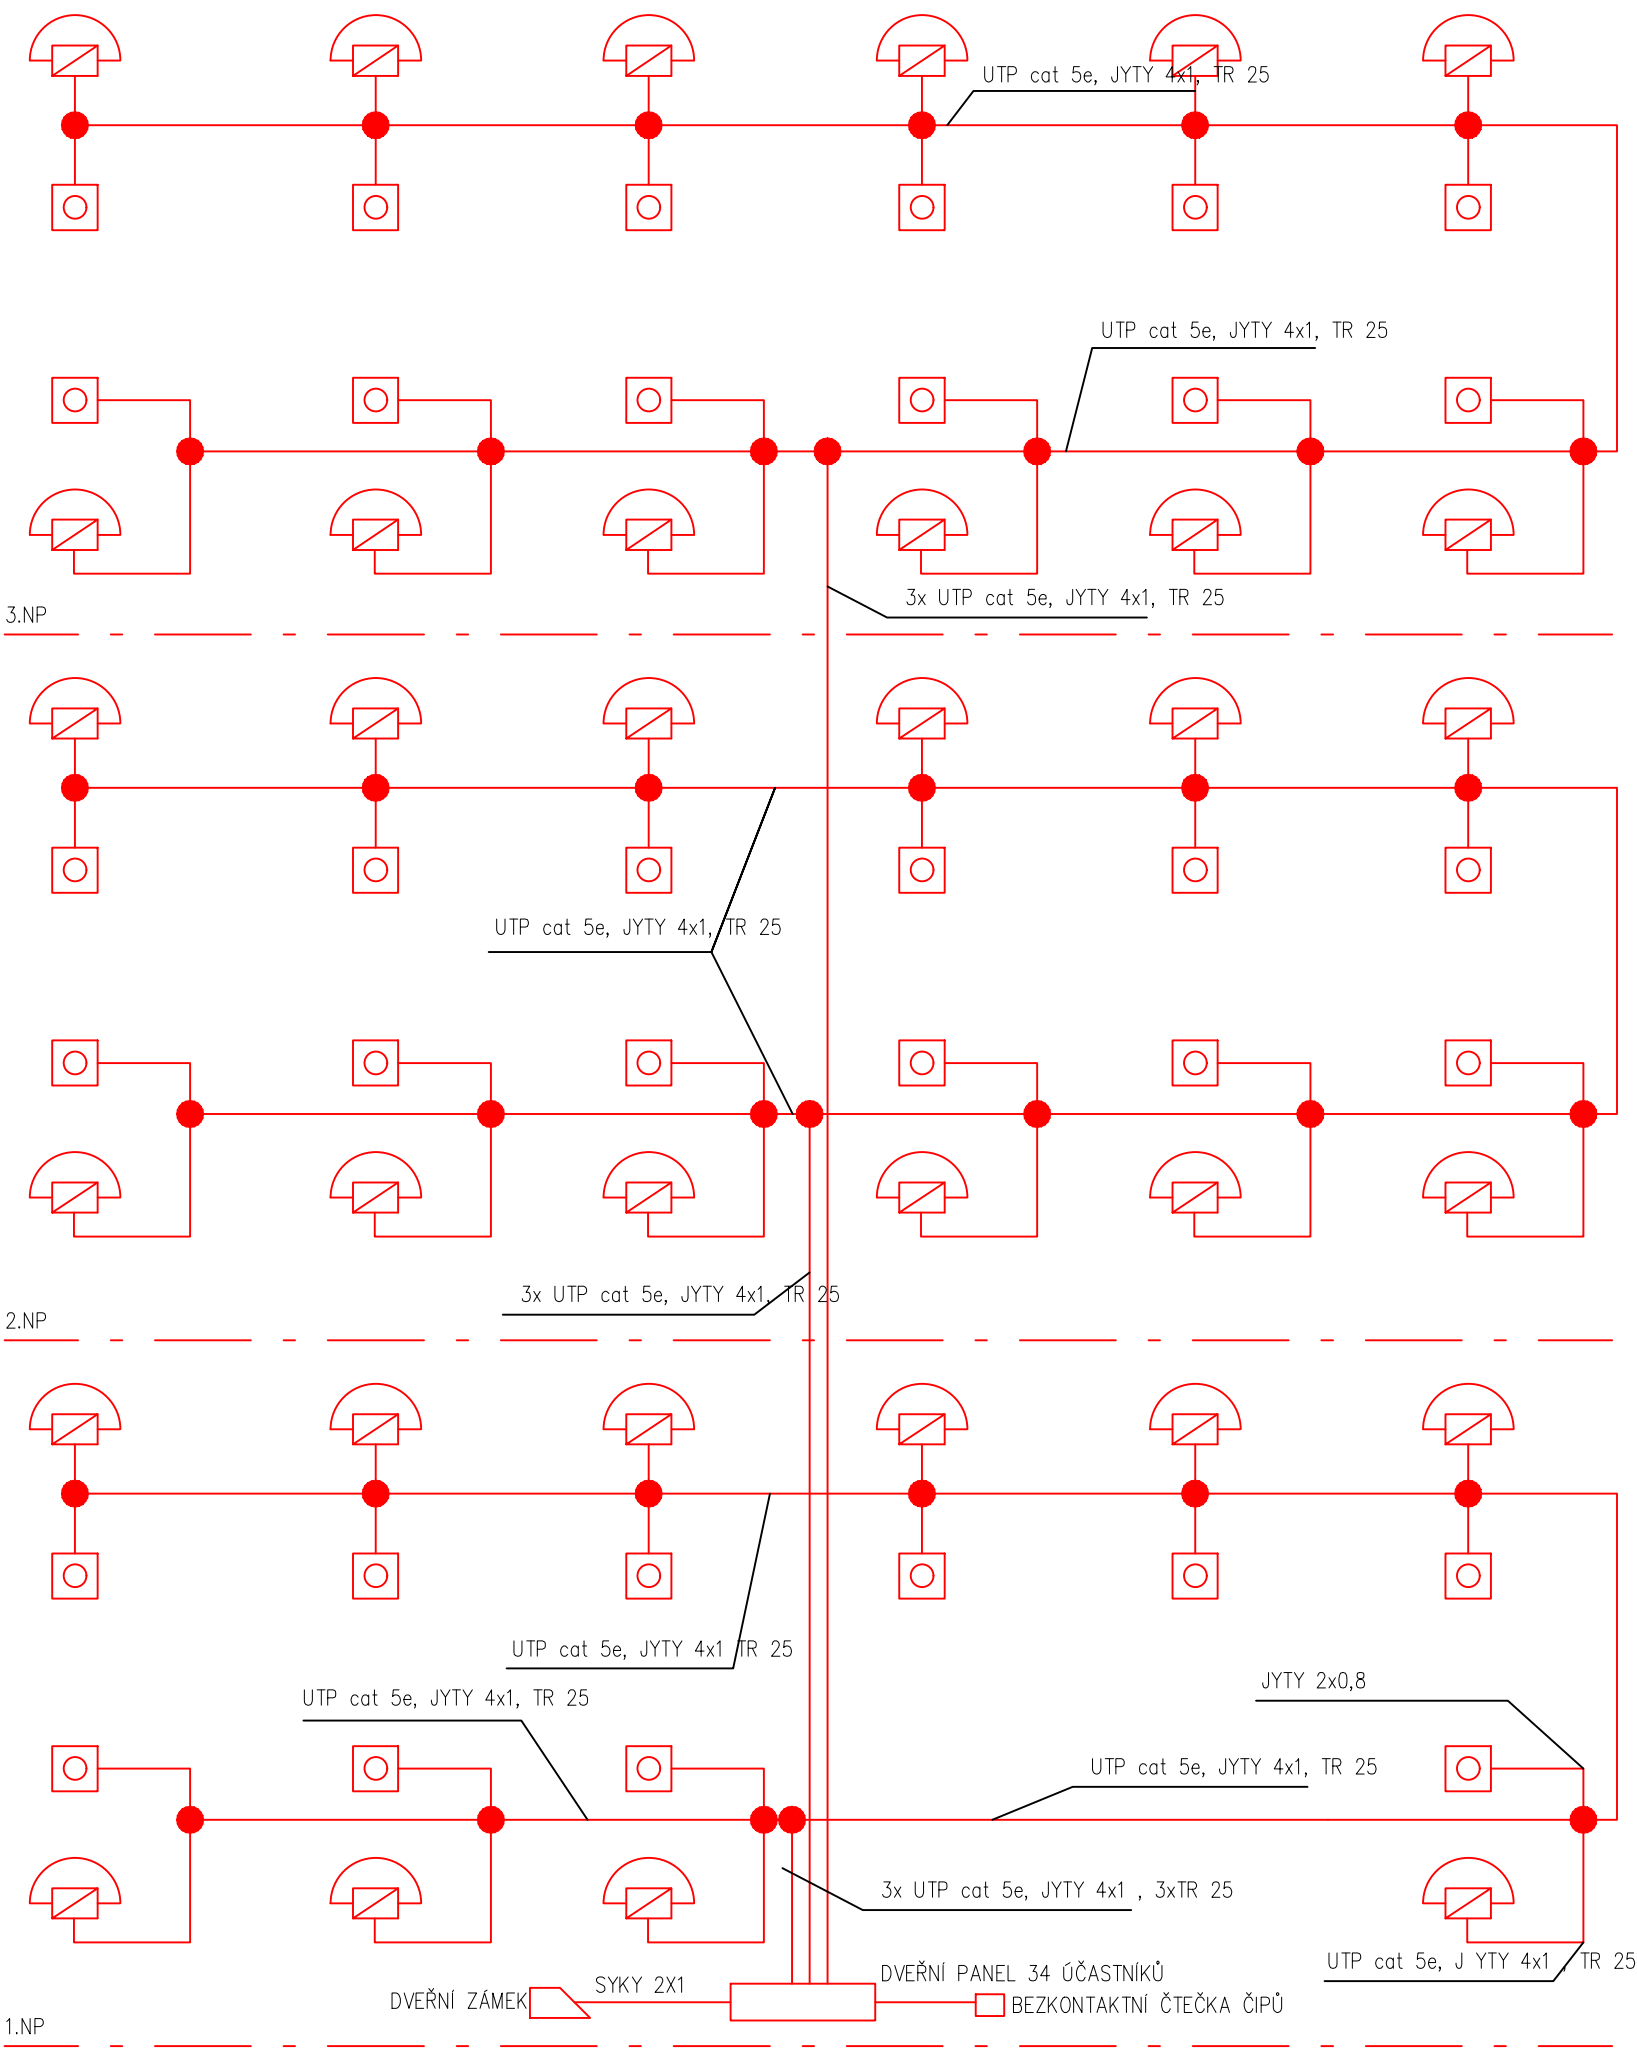 UTP cat 5e, JYTY 4x1, TR 25
UTP cat 5e, JYTY 4x1, TR 25
3x UTP cat 5e, JYTY 4x1, TR 25
3.NP
UTP cat 5e, JYTY 4x1, TR 25
3x UTP cat 5e, JYTY 4x1, TR 25
2.NP
UTP cat 5e, JYTY 4x1 TR 25
JYTY 2x0,8
UTP cat 5e, JYTY 4x1, TR 25
UTP cat 5e, JYTY 4x1, TR 25
3x UTP cat 5e, JYTY 4x1 , 3xTR 25
UTP cat 5e, J YTY 4x1 , TR 25
DVEŘNÍ PANEL 34 ÚČASTNÍKŮ
SYKY 2X1
DVEŘNÍ ZÁMEK
BEZKONTAKTNÍ ČTEČKA ČIPŮ
1.NP